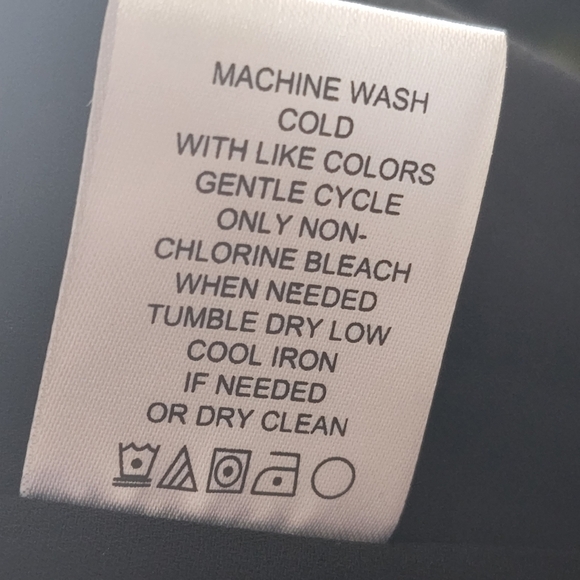 MACHINE WASH
COLD
WITH LIKE COLORS
GENTLE CYCLE
ONLY NON-
CHLORINE BLEACH
WHEN NEEDED
TUMBLE DRY LOW
COOL IRON
IF NEEDED
OR DRY CLEAN